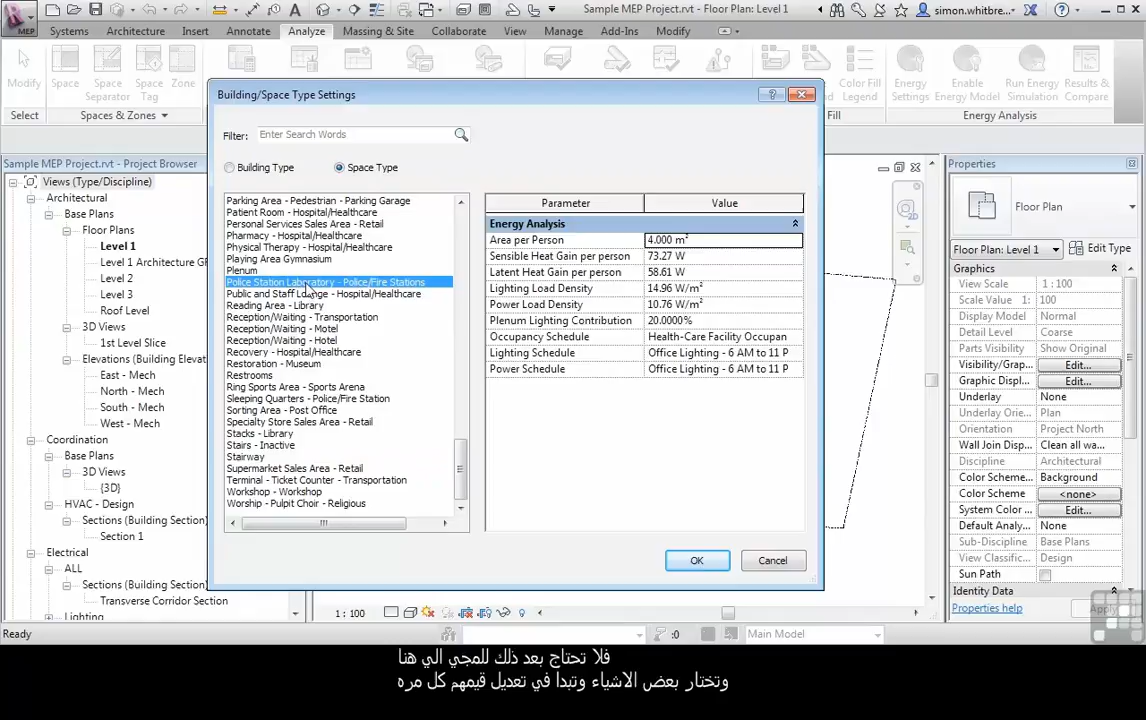 Sample MEP Project.rvt - Floor Plan: Level 1
simon.whitbre...
MEP
Systems
Architecture
Insert
Annotate
Analyze
Massing & Site
Collaborate
View
Manage
Add-Ins
Modify
Modify
Space
Space Separator
Space Tag
Zone
Color Fill Legend
Energy Settings
Enable Energy Model
Run Energy Simulation
Results & Compare
Select
Spaces & Zones
Fill
Energy Analysis
Sample MEP Project.rvt - Project Browser
Views (Type/Discipline)
Architectural
Base Plans
Floor Plans
Level 1
Level 1 Architecture GF
Level 2
Level 3
Roof Level
3D Views
1st Level Slice
Elevations (Building Elevat
East - Mech
North - Mech
South - Mech
West - Mech
Coordination
Base Plans
3D Views
{3D}
HVAC - Design
Sections (Building Section)
Section 1
Electrical
ALL
Sections (Building Section)
Transverse Corridor Section
Lighting
Building/Space Type Settings
Filter:
Enter Search Words
Building Type
Space Type
Parking Area - Pedestrian - Parking Garage
Patient Room - Hospital/Healthcare
Personal Services Sales Area - Retail
Pharmacy - Hospital/Healthcare
Physical Therapy - Hospital/Healthcare
Playing Area Gymnasium
Plenum
Police Station Laboratory - Police/Fire Stations
Public and Staff Lounge - Hospital/Healthcare
Reading Area - Library
Reception/Waiting - Transportation
Reception/Waiting - Motel
Reception/Waiting - Hotel
Recovery - Hospital/Healthcare
Restoration - Museum
Restrooms
Ring Sports Area - Sports Arena
Sleeping Quarters - Police/Fire Station
Sorting Area - Post Office
Specialty Store Sales Area - Retail
Stacks - Library
Stairs - Inactive
Stairway
Supermarket Sales Area - Retail
Terminal - Ticket Counter - Transportation
Workshop - Workshop
Worship - Pulpit Choir - Religious
Parameter Value
Energy Analysis
Area per Person 4.000 m²
Sensible Heat Gain per person 73.27 W
Latent Heat Gain per person 58.61 W
Lighting Load Density 14.96 W/m²
Power Load Density 10.76 W/m²
Plenum Lighting Contribution 20.0000%
Occupancy Schedule Health-Care Facility Occupan
Lighting Schedule Office Lighting - 6 AM to 11 P
Power Schedule Office Lighting - 6 AM to 11 P
OK
Cancel
Properties
Floor Plan
Floor Plan: Level 1
Edit Type
Graphics
View Scale 1 : 100
Scale Value 1: 100
Display Model Normal
Detail Level Coarse
Parts Visibility Show Original
Visibility/Grap... Edit...
Graphic Displ... Edit...
Underlay None
Underlay Orie... Plan
Orientation Project North
Wall Join Disp... Clean all wa...
Discipline Architectural
Color Scheme ... Background
Color Scheme <none>
System Color ... Edit...
Default Analy... None
Sub-Discipline Base Plans
View Classific... Design
Sun Path
Identity Data
Properties help
Apply
1 : 100
Ready
:0
Main Model
فلا تحتاج بعد ذلك للمجي الي هنا
وتختار بعض الاشياء وتبدا في تعديل قيمهم كل مره